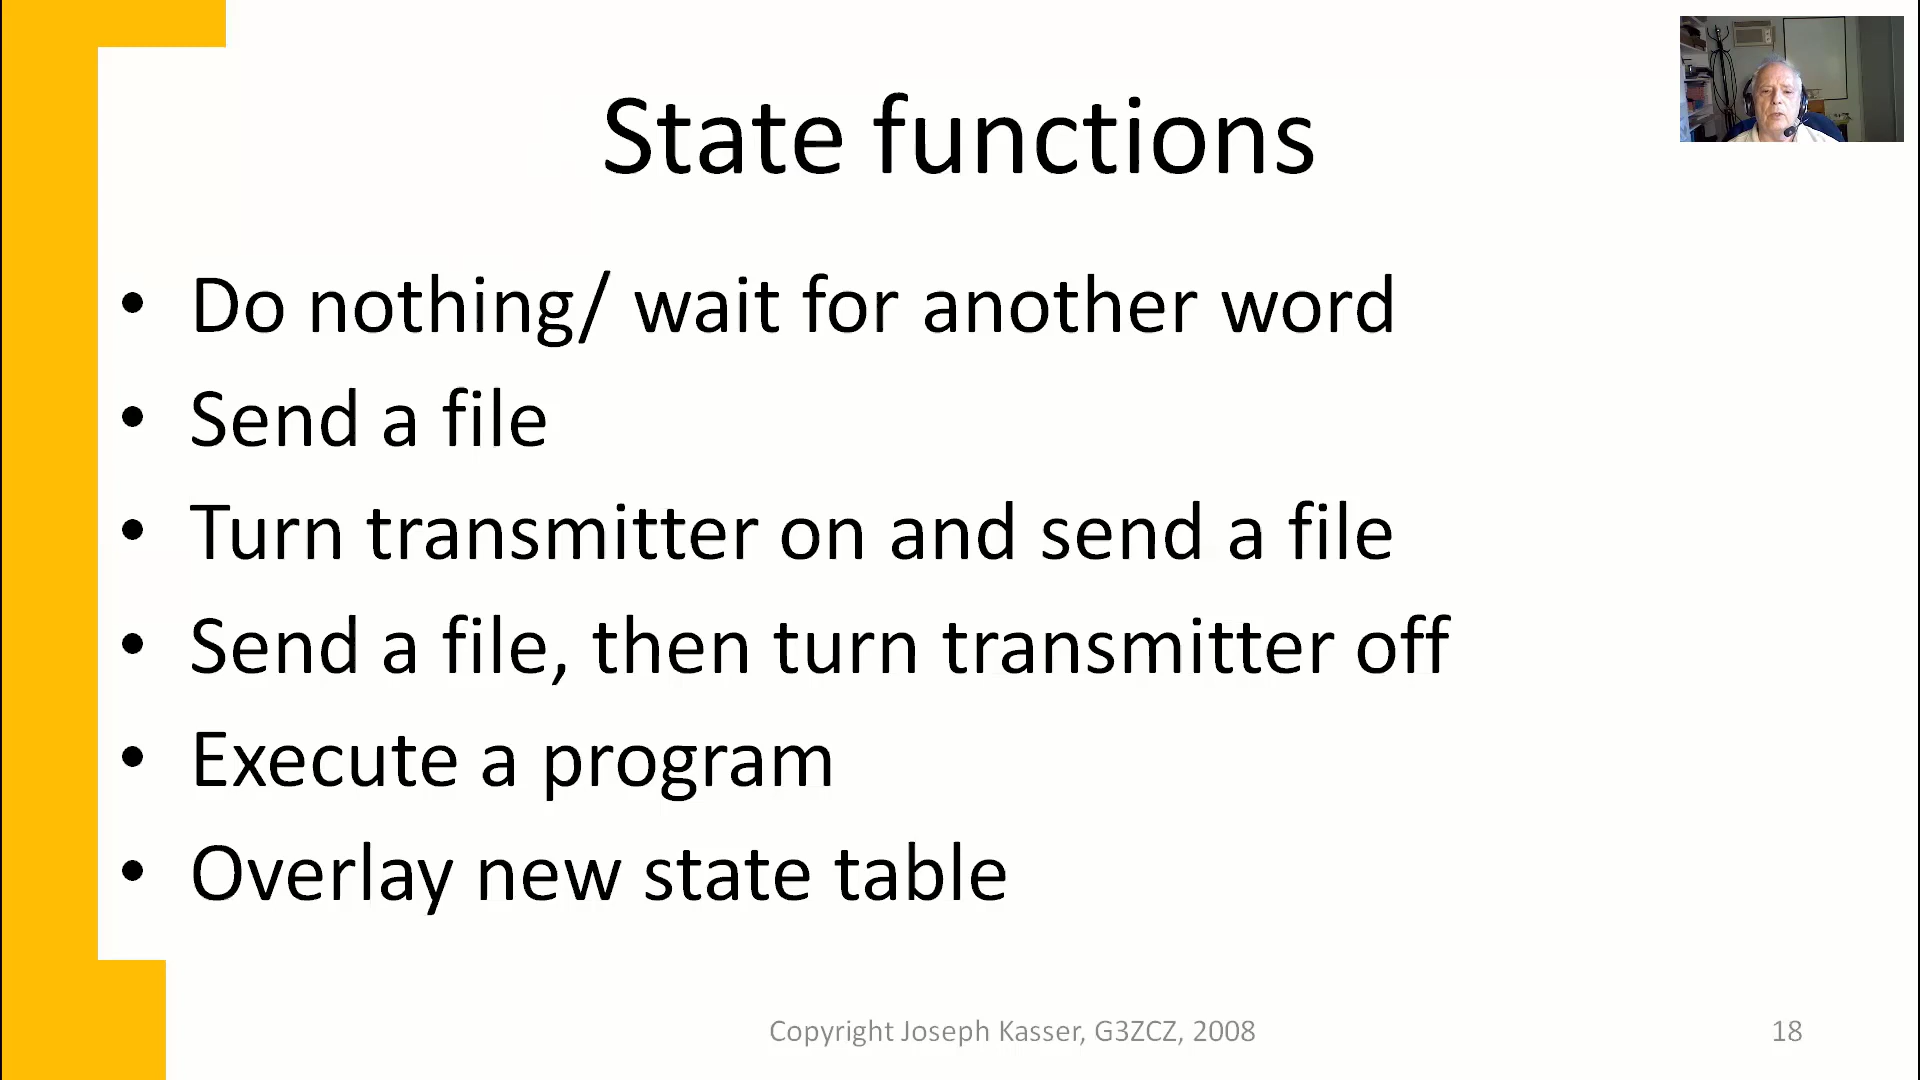 State functions
• Do nothing/ wait for another word
• Send a file
• Turn transmitter on and send a file
• Send a file, then turn transmitter off
• Execute a program
• Overlay new state table
Copyright Joseph Kasser, G3ZCZ, 2008
18